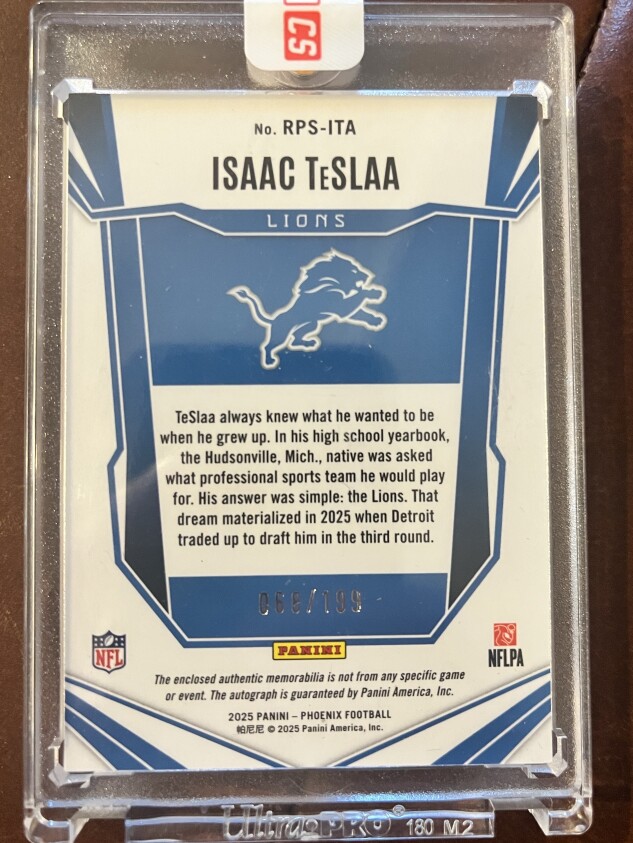 ICS
No. RPS-ITA
ISAAC TeSLAA
LIONS
TeSlaa always knew what he wanted to be
when he grew up. In his high school yearbook,
the Hudsonville, Mich., native was asked
what professional sports team he would play
for. His answer was simple: the Lions. That
dream materialized in 2025 when Detroit
traded up to draft him in the third round.
/199
PANINI
NFL
NFLPA
The enclosed authentic memorabilia is not from any specific game
or event. The autograph is guaranteed by Panini America, Inc.
2025 PANINI – PHOENIX FOOTBALL
帕尼尼 © 2025 Panini America, Inc.
Ultra PRO® 180 M2